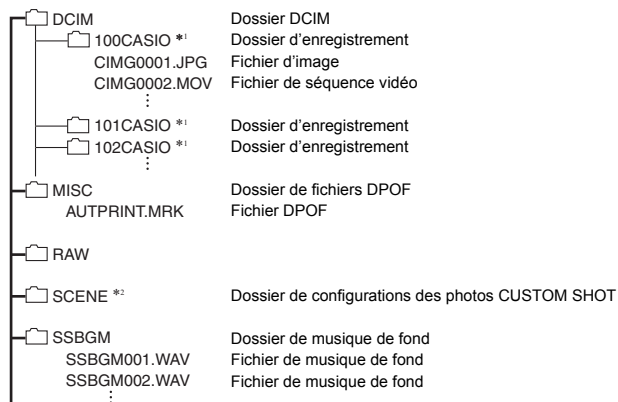 DCIM Dossier DCIM
100CASIO *1 Dossier d’enregistrement
CIMG0001.JPG Fichier d’image
CIMG0002.MOV Fichier de séquence vidéo
101CASIO *1 Dossier d’enregistrement
102CASIO *1 Dossier d’enregistrement
MISC Dossier de fichiers DPOF
AUTPRINT.MRK Fichier DPOF
RAW
SCENE *2 Dossier de configurations des photos CUSTOM SHOT
SSBGM Dossier de musique de fond
SSBGM001.WAV Fichier de musique de fond
SSBGM002.WAV Fichier de musique de fond